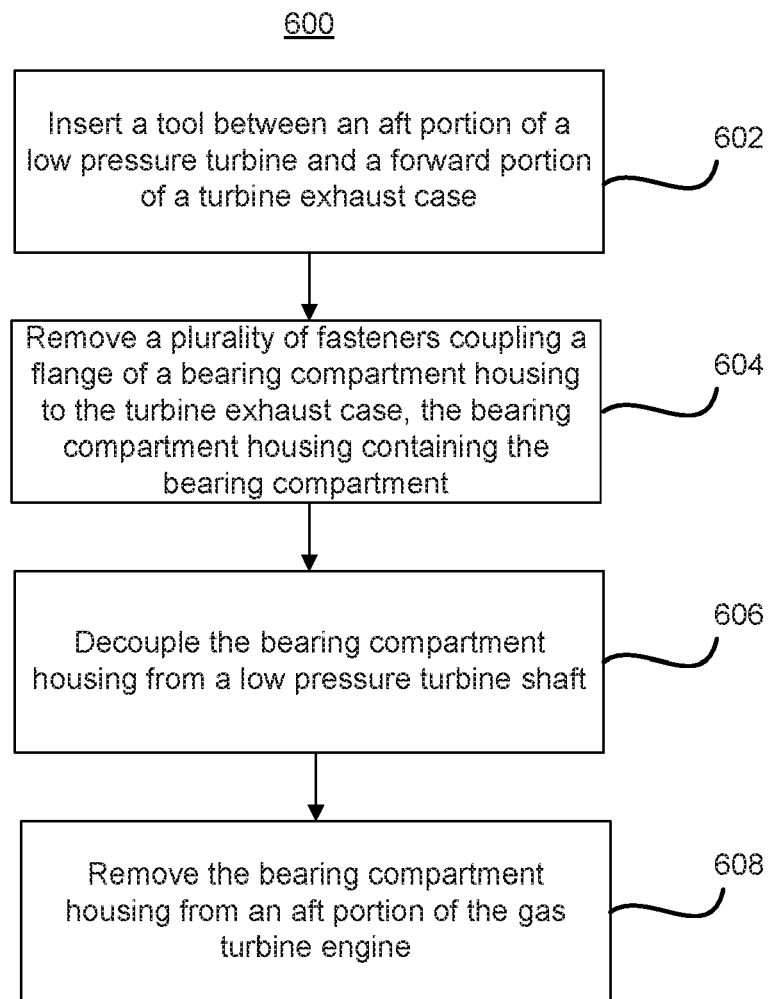 600
Insert a tool between an aft portion of a
low pressure turbine and a forward portion
of a turbine exhaust case
602
Remove a plurality of fasteners coupling a
flange of a bearing compartment housing
to the turbine exhaust case, the bearing
compartment housing containing the
bearing compartment
604
Decouple the bearing compartment
housing from a low pressure turbine shaft
606
Remove the bearing compartment
housing from an aft portion of the gas
turbine engine
608